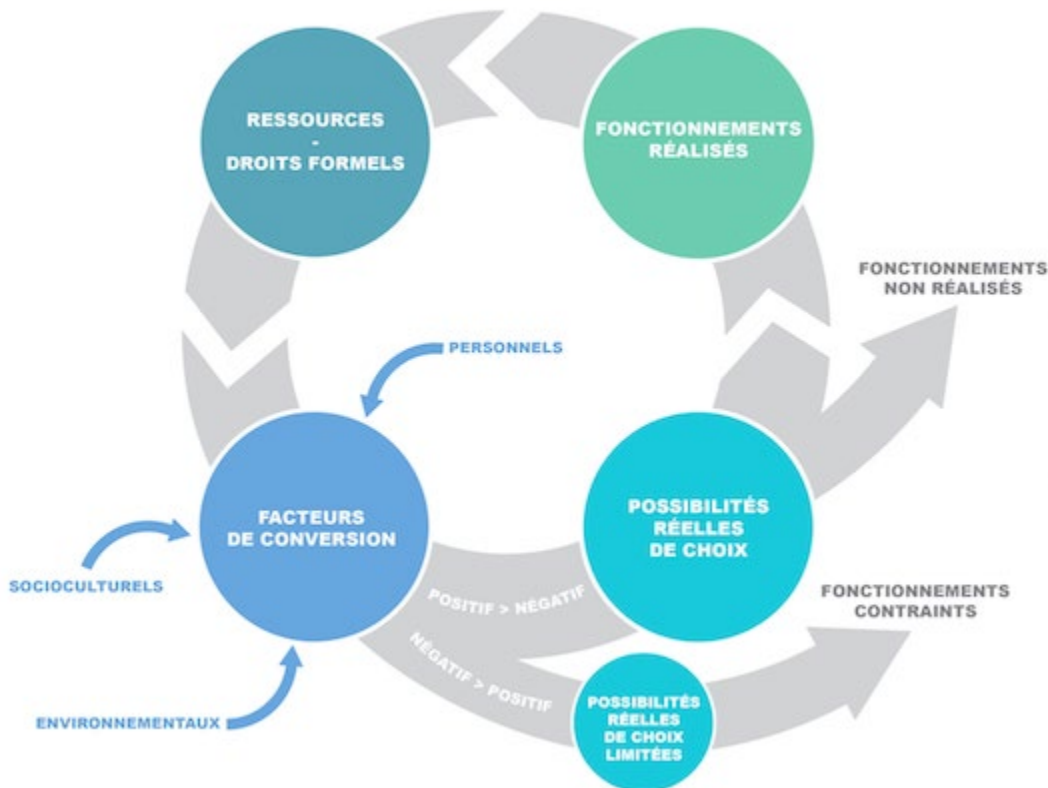 RESSOURCES
-
DROITS FORMELS
FONCTIONNEMENTS
RÉALISÉS
FONCTIONNEMENTS
NON RÉALISÉS
PERSONNELS
FACTEURS
DE CONVERSION
POSSIBILITÉS
RÉELLES
DE CHOIX
SOCIOCULTURELS
POSITIF > NÉGATIF
FONCTIONNEMENTS
CONTRAINTS
NÉGATIF > POSITIF
ENVIRONNEMENTAUX
POSSIBILITÉS
RÉELLES
DE CHOIX
LIMITÉES